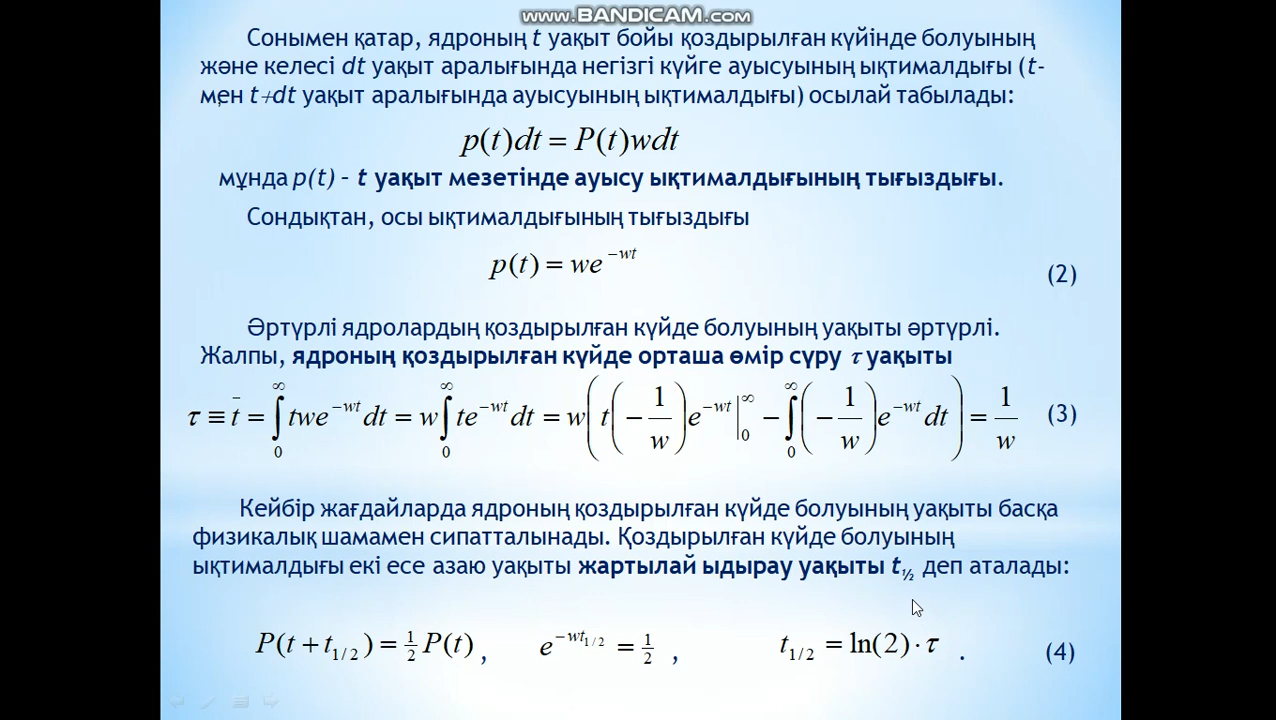 www.BANDICAM.com
Сонымен қатар, ядроның t уақыт бойы қоздырылған күйінде болуының
және келесі dt уақыт аралығында негізгі күйге ауысуының ықтималдығы (t-
мен t+dt уақыт аралығында ауысуының ықтималдығы) осылай табылады:
p(t)dt = P(t)wdt
мұнда p(t) – t уақыт мезетінде ауысу ықтималдығының тығыздығы.
Сондықтан, осы ықтималдығының тығыздығы
p(t) = we^{−wt} (2)
Әртүрлі ядролардың қоздырылған күйде болуының уақыты әртүрлі.
Жалпы, ядроның қоздырылған күйде орташа өмір сүру τ уақыты
τ ≡ t̄ = ∫₀^∞ twe^{−wt} dt = w∫₀^∞ te^{−wt} dt = w( t(−1/w)e^{−wt}|₀^∞ − ∫₀^∞ (−1/w)e^{−wt} dt ) = 1/w (3)
Кейбір жағдайларда ядроның қоздырылған күйде болуының уақыты басқа
физикалық шамамен сипатталынады. Қоздырылған күйде болуының
ықтималдығы екі есе азаю уақыты жартылай ыдырау уақыты t½ деп аталады:
P(t + t_{1/2}) = ½ P(t) , e^{−wt_{1/2}} = ½ , t_{1/2} = ln(2)·τ . (4)